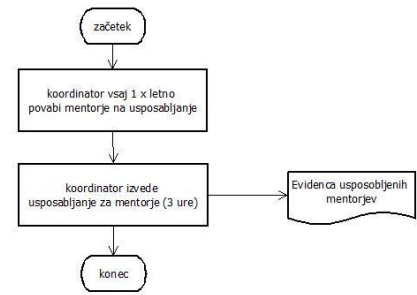 začetek
koordinator vsaj 1 x letno
povabi mentorje na usposabljanje
koordinator izvede
usposabljanje za mentorje (3 ure)
Evidenca usposobljenih
mentorjev
konec